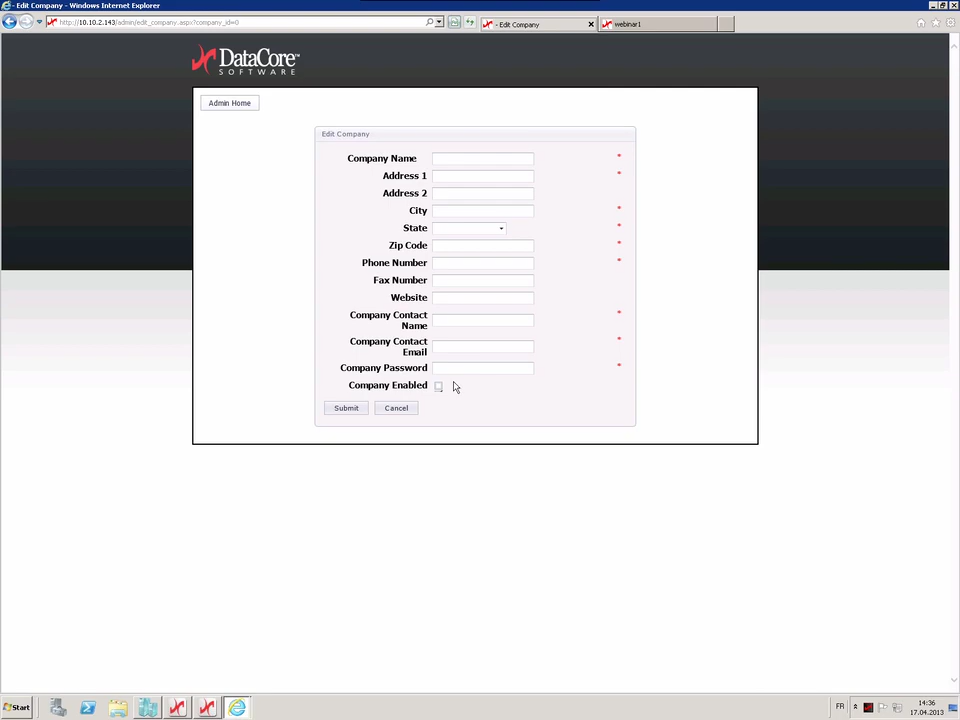 - Edit Company - Windows Internet Explorer
http://10.10.2.143/admin/edit_company.aspx?company_id=0
- Edit Company
webinar1
DataCore™
SOFTWARE
Admin Home
Edit Company
Company Name *
Address 1 *
Address 2
City *
State *
Zip Code *
Phone Number *
Fax Number
Website
Company Contact
Name *
Company Contact
Email *
Company Password *
Company Enabled
Submit Cancel
Start
FR
14:36
17.04.2013